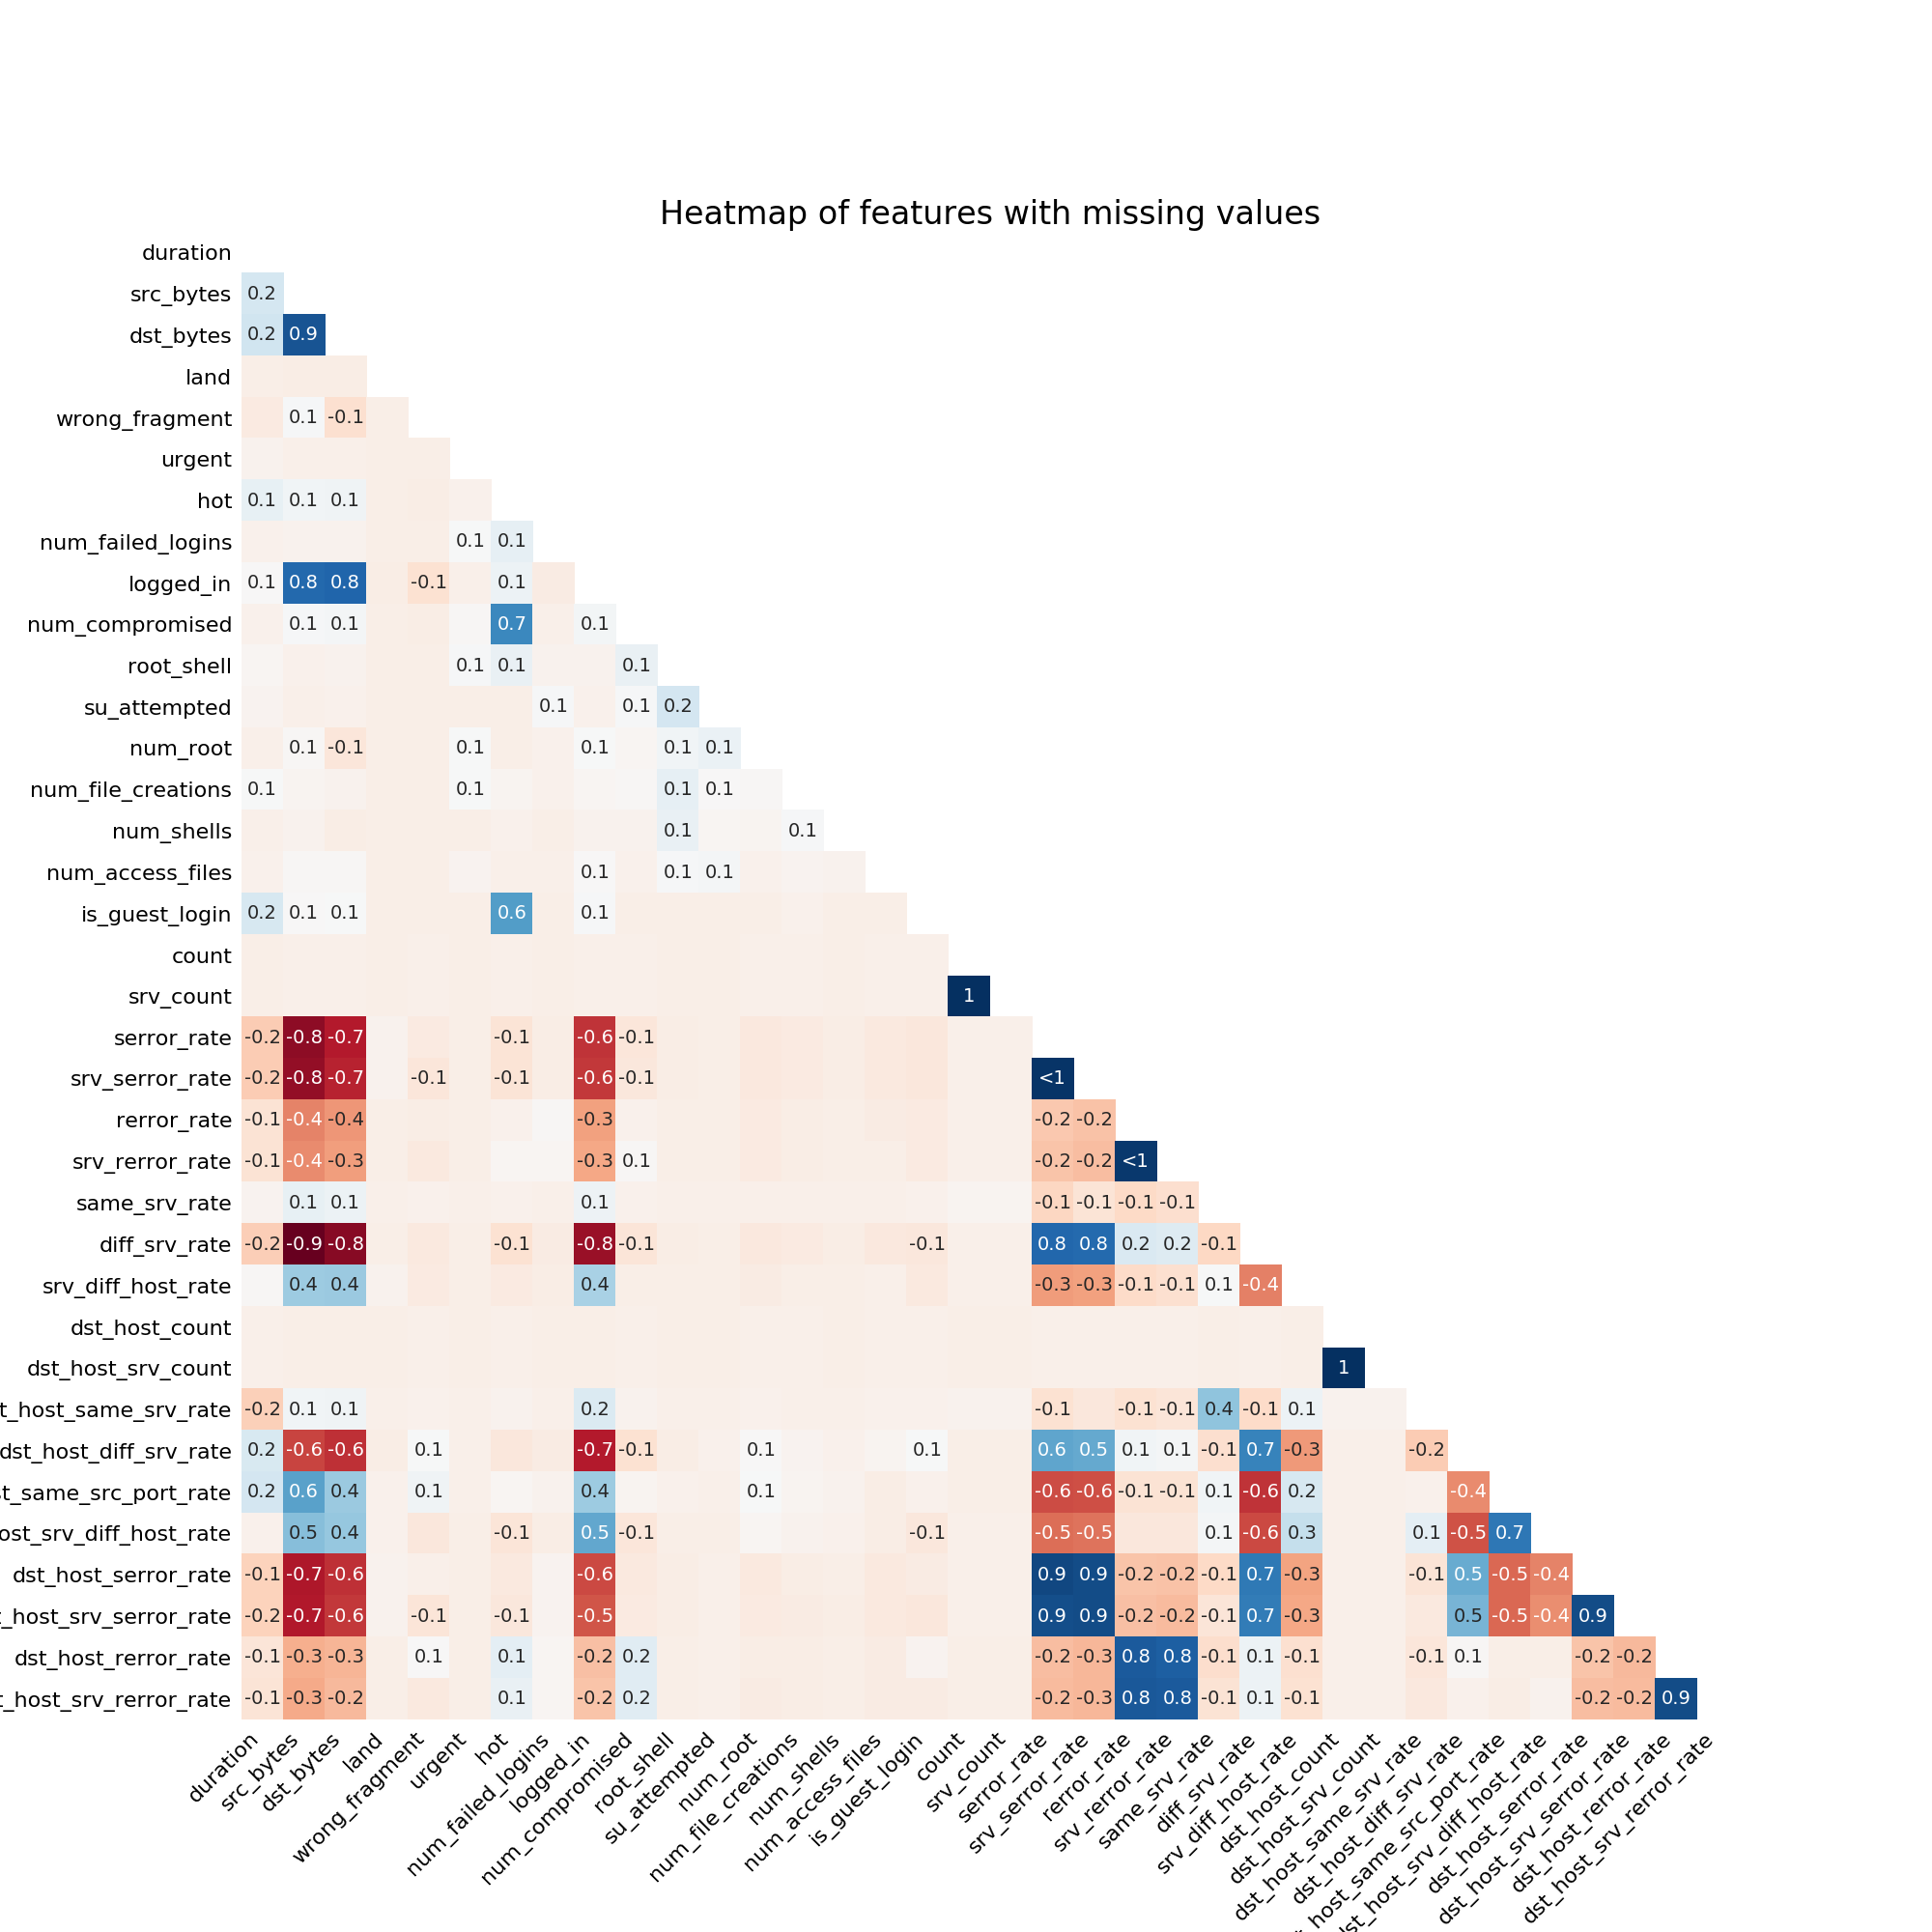 Heatmap of features with missing values
duration
src_bytes 0.2
dst_bytes 0.2 0.9
land
wrong_fragment 0.1 -0.1
urgent
hot 0.1 0.1 0.1
num_failed_logins 0.1 0.1
logged_in 0.1 0.8 0.8 -0.1 0.1
num_compromised 0.1 0.1 0.7 0.1
root_shell 0.1 0.1 0.1
su_attempted 0.1 0.1 0.2
num_root 0.1 -0.1 0.1 0.1 0.1 0.1
num_file_creations 0.1 0.1 0.1 0.1
num_shells 0.1 0.1
num_access_files 0.1 0.1 0.1
is_guest_login 0.2 0.1 0.1 0.6 0.1
count
srv_count 1
serror_rate -0.2 -0.8 -0.7 -0.1 -0.6 -0.1
srv_serror_rate -0.2 -0.8 -0.7 -0.1 -0.1 -0.6 -0.1 <1
rerror_rate -0.1 -0.4 -0.4 -0.3 -0.2 -0.2
srv_rerror_rate -0.1 -0.4 -0.3 -0.3 0.1 -0.2 -0.2 <1
same_srv_rate 0.1 0.1 0.1 -0.1 -0.1 -0.1 -0.1
diff_srv_rate -0.2 -0.9 -0.8 -0.1 -0.8 -0.1 -0.1 0.8 0.8 0.2 0.2 -0.1
srv_diff_host_rate 0.4 0.4 0.4 -0.3 -0.3 -0.1 -0.1 0.1 -0.4
dst_host_count
dst_host_srv_count 1
t_host_same_srv_rate -0.2 0.1 0.1 0.2 -0.1 -0.1 -0.1 0.4 -0.1 0.1
dst_host_diff_srv_rate 0.2 -0.6 -0.6 0.1 -0.7 -0.1 0.1 0.1 0.6 0.5 0.1 0.1 -0.1 0.7 -0.3 -0.2
st_same_src_port_rate 0.2 0.6 0.4 0.1 0.4 0.1 -0.6 -0.6 -0.1 -0.1 0.1 -0.6 0.2 -0.4
ost_srv_diff_host_rate 0.5 0.4 -0.1 0.5 -0.1 -0.1 -0.5 -0.5 0.1 -0.6 0.3 0.1 -0.5 0.7
dst_host_serror_rate -0.1 -0.7 -0.6 -0.6 0.9 0.9 -0.2 -0.2 -0.1 0.7 -0.3 -0.1 0.5 -0.5 -0.4
t_host_srv_serror_rate -0.2 -0.7 -0.6 -0.1 -0.1 -0.5 0.9 0.9 -0.2 -0.2 -0.1 0.7 -0.3 0.5 -0.5 -0.4 0.9
dst_host_rerror_rate -0.1 -0.3 -0.3 0.1 0.1 -0.2 0.2 -0.2 -0.3 0.8 0.8 -0.1 0.1 -0.1 -0.1 0.1 -0.2 -0.2
t_host_srv_rerror_rate -0.1 -0.3 -0.2 0.1 -0.2 0.2 -0.2 -0.3 0.8 0.8 -0.1 0.1 -0.1 -0.2 -0.2 0.9
duration
src_bytes
dst_bytes
land
wrong_fragment
urgent
hot
num_failed_logins
logged_in
num_compromised
root_shell
su_attempted
num_root
num_file_creations
num_shells
num_access_files
is_guest_login
count
srv_count
serror_rate
srv_serror_rate
rerror_rate
srv_rerror_rate
same_srv_rate
diff_srv_rate
srv_diff_host_rate
dst_host_count
dst_host_srv_count
dst_host_same_srv_rate
dst_host_diff_srv_rate
t_host_same_src_port_rate
dst_host_srv_diff_host_rate
dst_host_serror_rate
dst_host_srv_serror_rate
dst_host_rerror_rate
dst_host_srv_rerror_rate